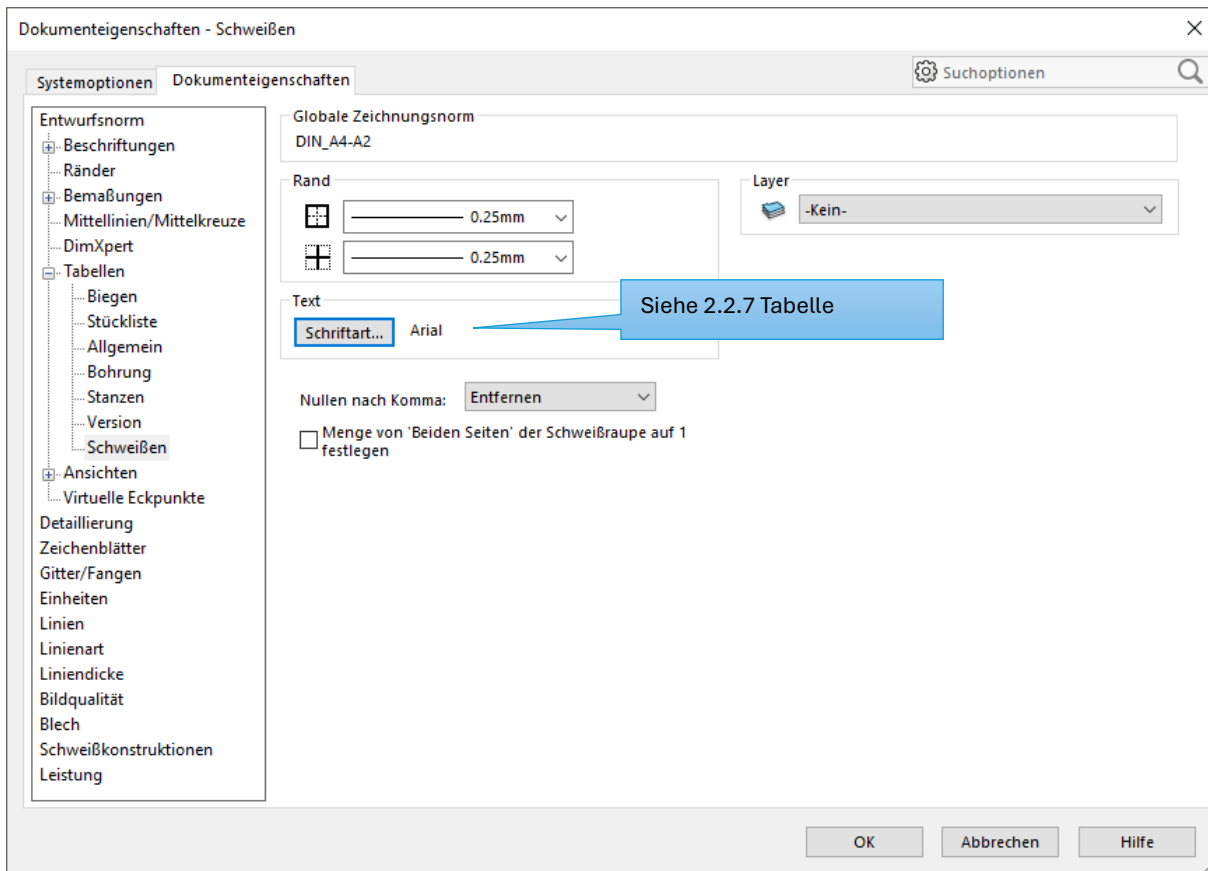 Dokumenteigenschaften - Schweißen
Systemoptionen
Dokumenteigenschaften
Suchoptionen
Entwurfsnorm
Beschriftungen
Ränder
Bemaßungen
Mittellinien/Mittelkreuze
DimXpert
Tabellen
Biegen
Stückliste
Allgemein
Bohrung
Stanzen
Version
Schweißen
Ansichten
Virtuelle Eckpunkte
Detaillierung
Zeichenblätter
Gitter/Fangen
Einheiten
Linien
Linienart
Liniendicke
Bildqualität
Blech
Schweißkonstruktionen
Leistung
Globale Zeichnungsnorm
DIN_A4-A2
Rand
0.25mm
0.25mm
Layer
-Kein-
Text
Schriftart... Arial
Siehe 2.2.7 Tabelle
Nullen nach Komma: Entfernen
Menge von 'Beiden Seiten' der Schweißraupe auf 1
festlegen
OK Abbrechen Hilfe